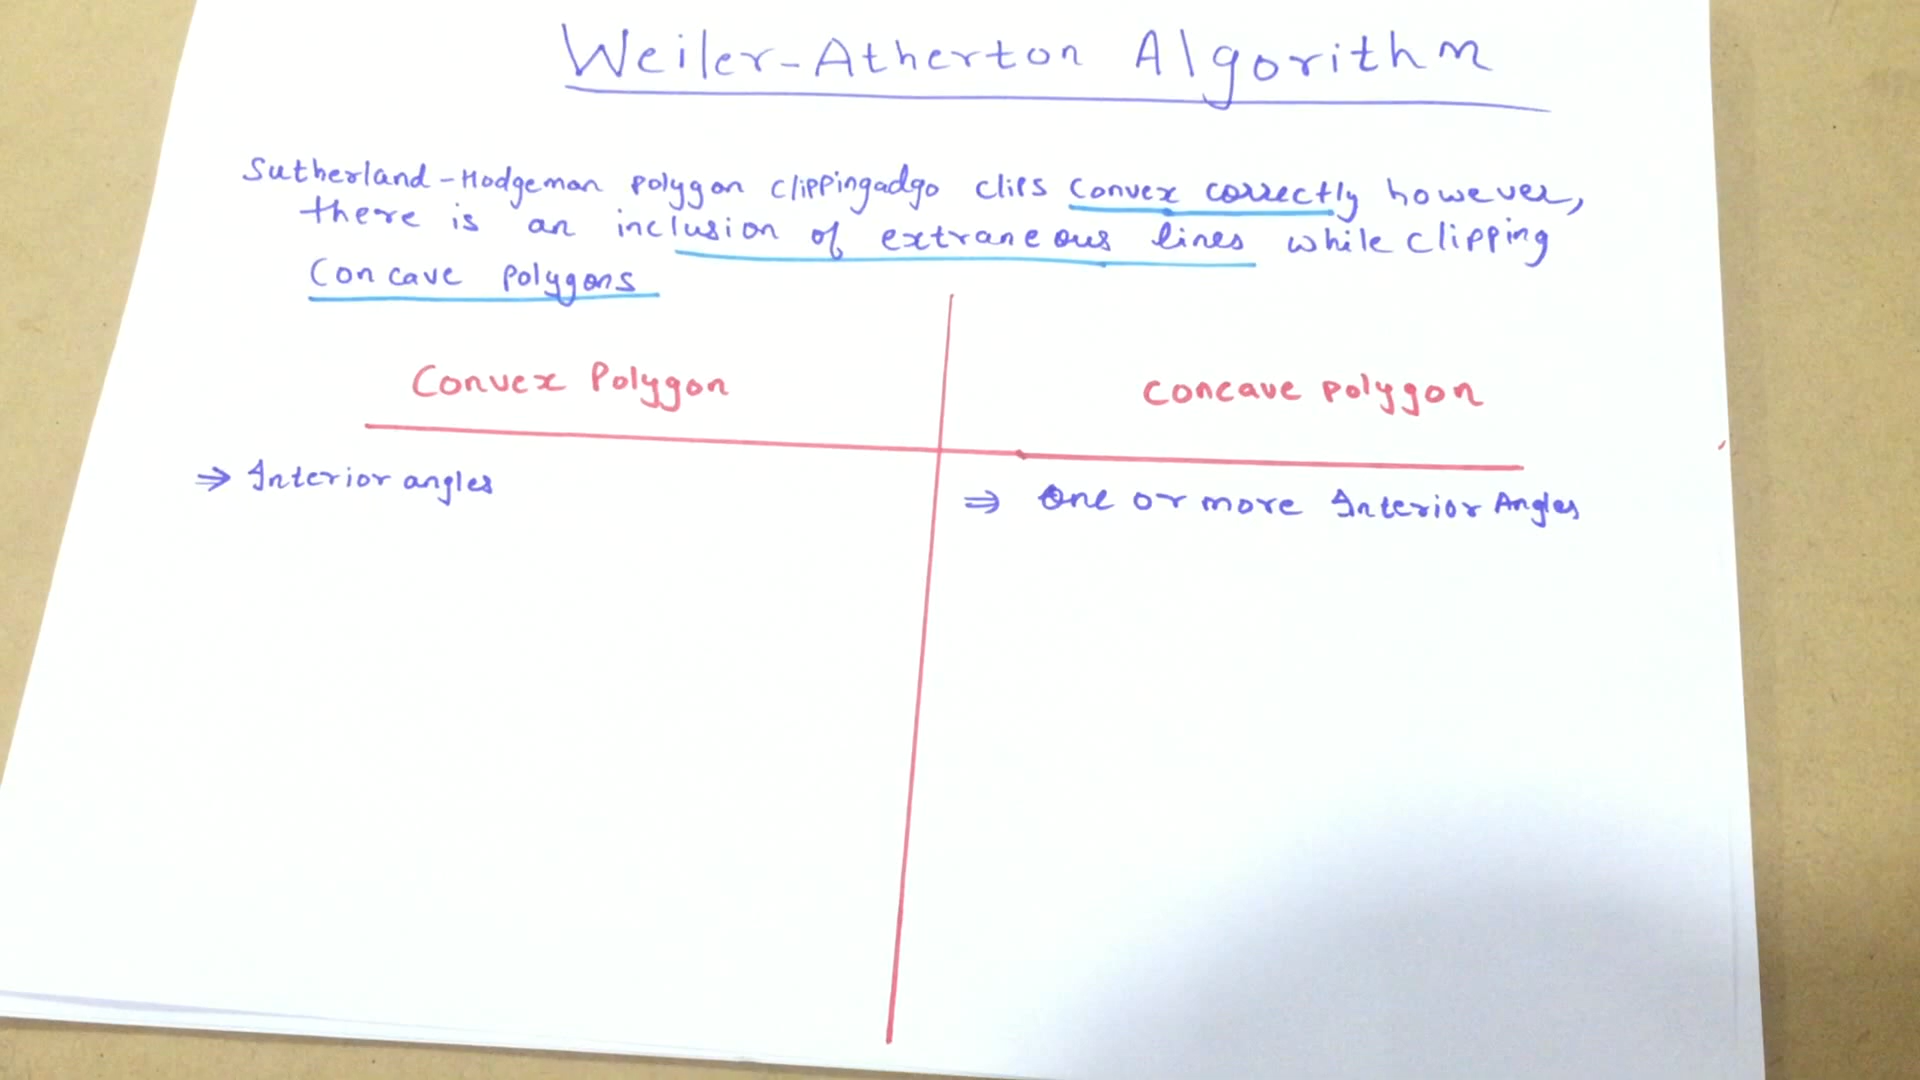 Weiler-Atherton Algorithm
Sutherland-Hodgeman polygon clippingadgo clips convex correctly however,
there is an inclusion of extraneous lines while clipping
Concave polygons
Convex Polygon
concave polygon
⇒ Interior angles
⇒ One or more Interior Angles